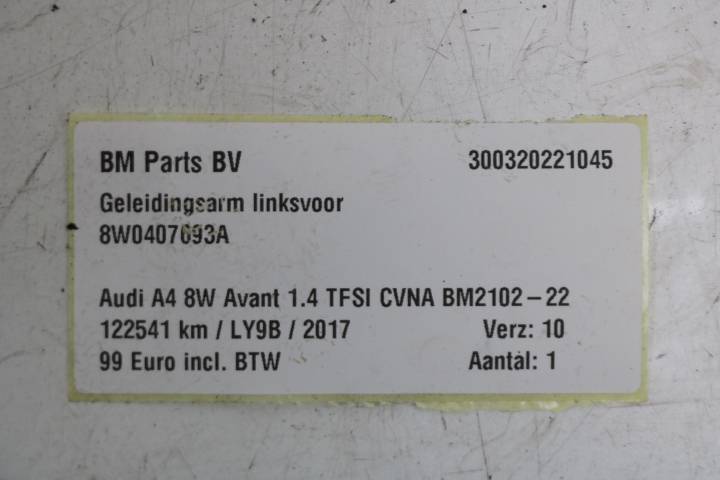 BM Parts BV 300320221045
Geleidingsarm linksvoor
8W0407693A
Audi A4 8W Avant 1.4 TFSI CVNA BM2102-22
122541 km / LY9B / 2017 Verz: 10
99 Euro incl. BTW Aantal: 1